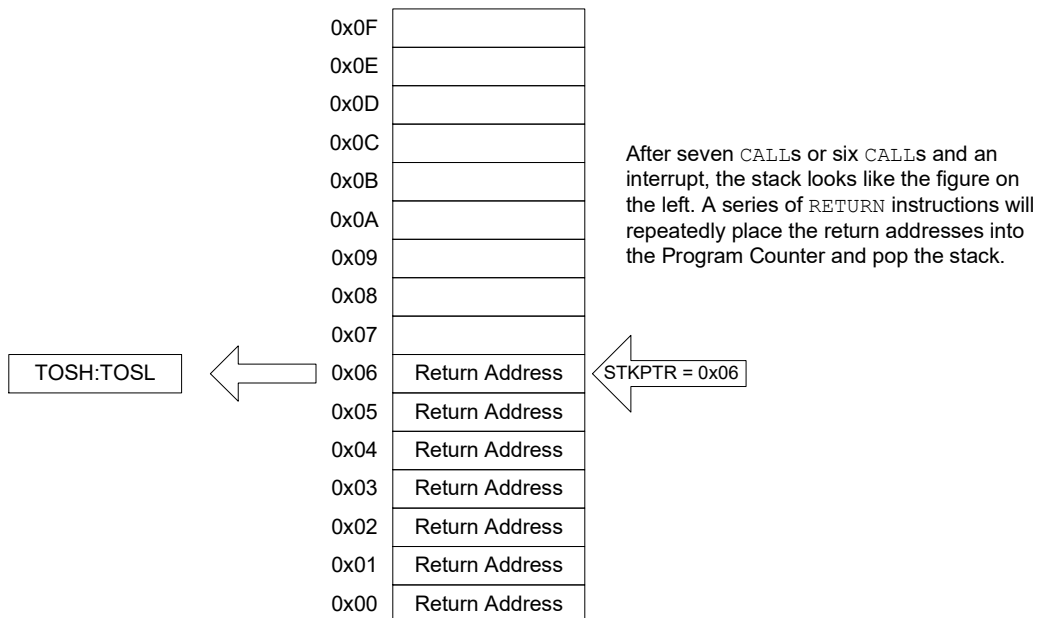 0x0F
0x0E
0x0D
0x0C
0x0B
0x0A
0x09
0x08
0x07
After seven CALLs or six CALLs and an
interrupt, the stack looks like the figure on
the left. A series of RETURN instructions will
repeatedly place the return addresses into
the Program Counter and pop the stack.
TOSH:TOSL
0x06 Return Address
STKPTR = 0x06
0x05 Return Address
0x04 Return Address
0x03 Return Address
0x02 Return Address
0x01 Return Address
0x00 Return Address